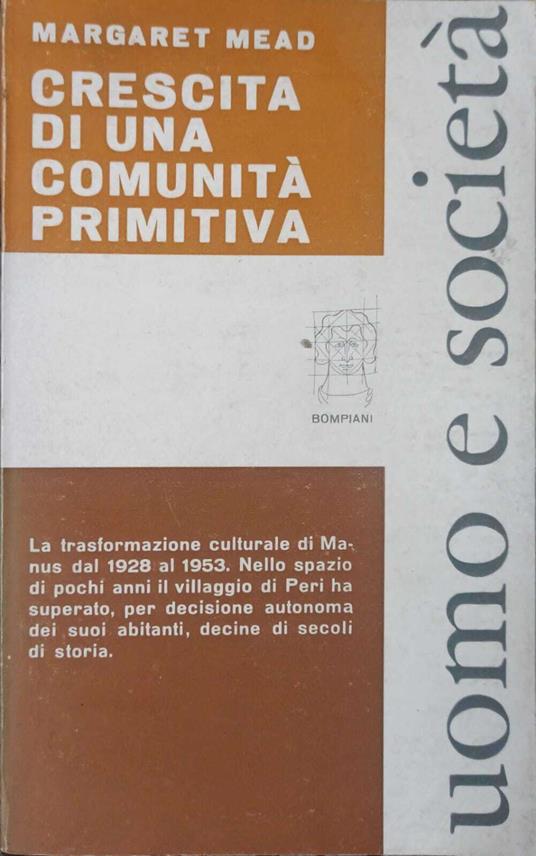 MARGARET MEAD
CRESCITA
DI UNA
COMUNITÀ
PRIMITIVA
BOMPIANI
La trasformazione culturale di Ma-
nus dal 1928 al 1953. Nello spazio
di pochi anni il villaggio di Peri ha
superato, per decisione autonoma
dei suoi abitanti, decine di secoli
di storia.
uomo e società